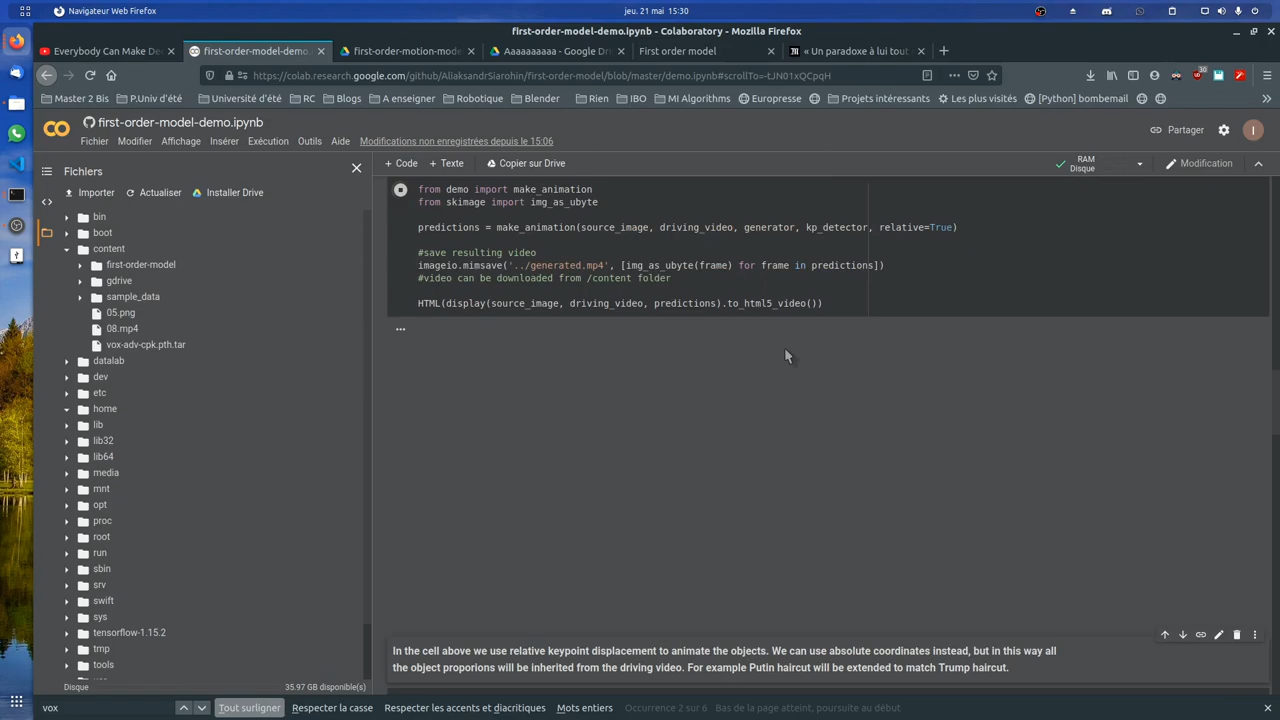 Navigateur Web Firefox
jeu. 21 mai 15:30
first-order-model-demo.ipynb - Colaboratory - Mozilla Firefox
Everybody Can Make De
first-order-model-demo.
first-order-motion-mode
Aaaaaaaaaa - Google Dri
First order model
« Un paradoxe à lui tout
https://colab.research.google.com/github/AliaksandrSiarohin/first-order-model/blob/master/demo.ipynb#scrollTo=-tJN01xQCpqH
30
Master 2 Bis
P.Univ d'été
Université d'été
RC
Blogs
A enseigner
Robotique
Blender
Rien
IBO
MI Algorithms
Europresse
Projets intéressants
Les plus visités
[Python] bombemail
first-order-model-demo.ipynb
Partager
I
Fichier Modifier Affichage Insérer Exécution Outils Aide Modifications non enregistrées depuis le 15:06
Fichiers
+ Code + Texte Copier sur Drive
RAM
Disque
Modification
Importer Actualiser Installer Drive
bin
boot
content
first-order-model
gdrive
sample_data
05.png
08.mp4
vox-adv-cpk.pth.tar
datalab
dev
etc
home
lib
lib32
lib64
media
mnt
opt
proc
root
run
sbin
srv
swift
sys
tensorflow-1.15.2
tmp
tools
Disque 35.97 GB disponible(s)
from demo import make_animation
from skimage import img_as_ubyte
predictions = make_animation(source_image, driving_video, generator, kp_detector, relative=True)
#save resulting video
imageio.mimsave('../generated.mp4', [img_as_ubyte(frame) for frame in predictions])
#video can be downloaded from /content folder
HTML(display(source_image, driving_video, predictions).to_html5_video())
...
In the cell above we use relative keypoint displacement to animate the objects. We can use absolute coordinates instead, but in this way all
the object proporions will be inherited from the driving video. For example Putin haircut will be extended to match Trump haircut.
vox
Tout surligner
Respecter la casse
Respecter les accents et diacritiques
Mots entiers
Occurrence 2 sur 6
Bas de la page atteint, poursuite au début